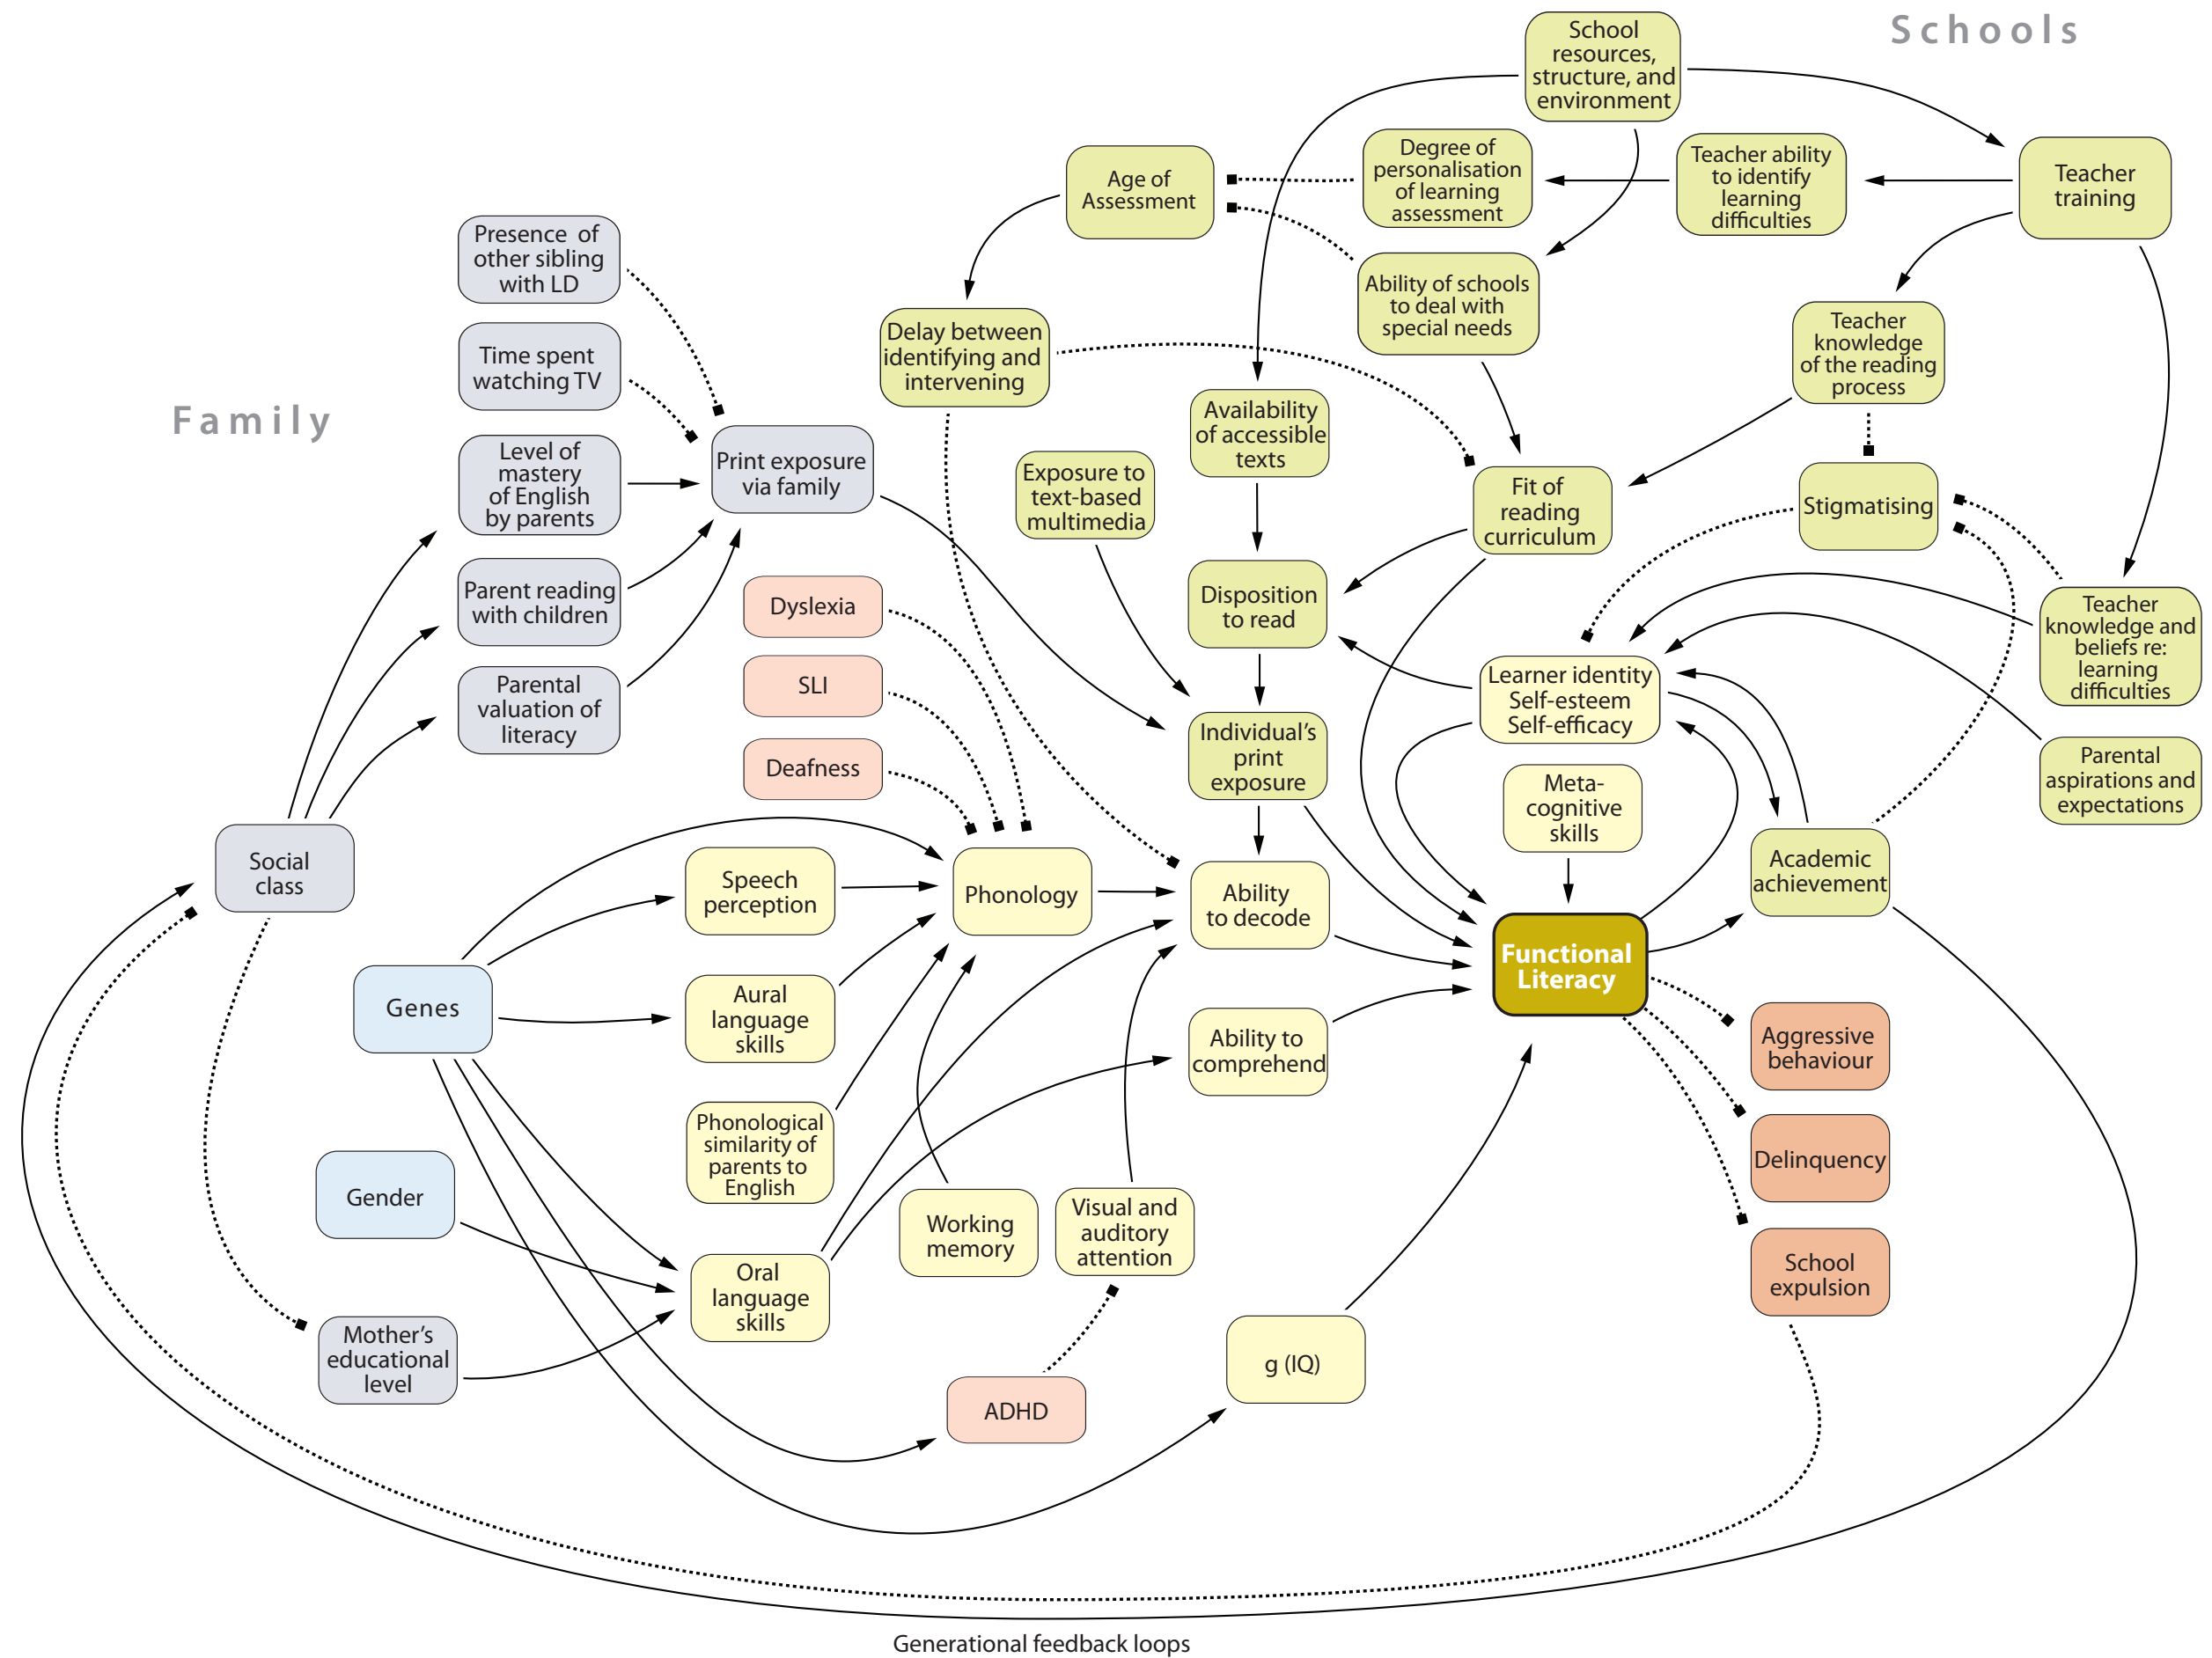 Schools
Family
School
resources,
structure, and
environment
Degree of
personalisation
of learning
assessment
Teacher ability
to identify
learning
difficulties
Teacher
training
Age of
Assessment
Presence of
other sibling
with LD
Ability of schools
to deal with
special needs
Delay between
identifying and
intervening
Teacher
knowledge
of the reading
process
Time spent
watching TV
Availability
of accessible
texts
Level of
mastery
of English
by parents
Print exposure
via family
Exposure to
text-based
multimedia
Fit of
reading
curriculum
Stigmatising
Parent reading
with children
Dyslexia
Disposition
to read
Teacher
knowledge and
beliefs re:
learning
difficulties
Parental
valuation of
literacy
SLI
Learner identity
Self-esteem
Self-efficacy
Deafness
Individual’s
print
exposure
Meta-
cognitive
skills
Parental
aspirations and
expectations
Social
class
Speech
perception
Phonology
Ability
to decode
Academic
achievement
Genes
Aural
language
skills
Functional
Literacy
Ability to
comprehend
Aggressive
behaviour
Phonological
similarity of
parents to
English
Delinquency
Gender
Working
memory
Visual and
auditory
attention
Oral
language
skills
School
expulsion
Mother’s
educational
level
ADHD
g (IQ)
Generational feedback loops